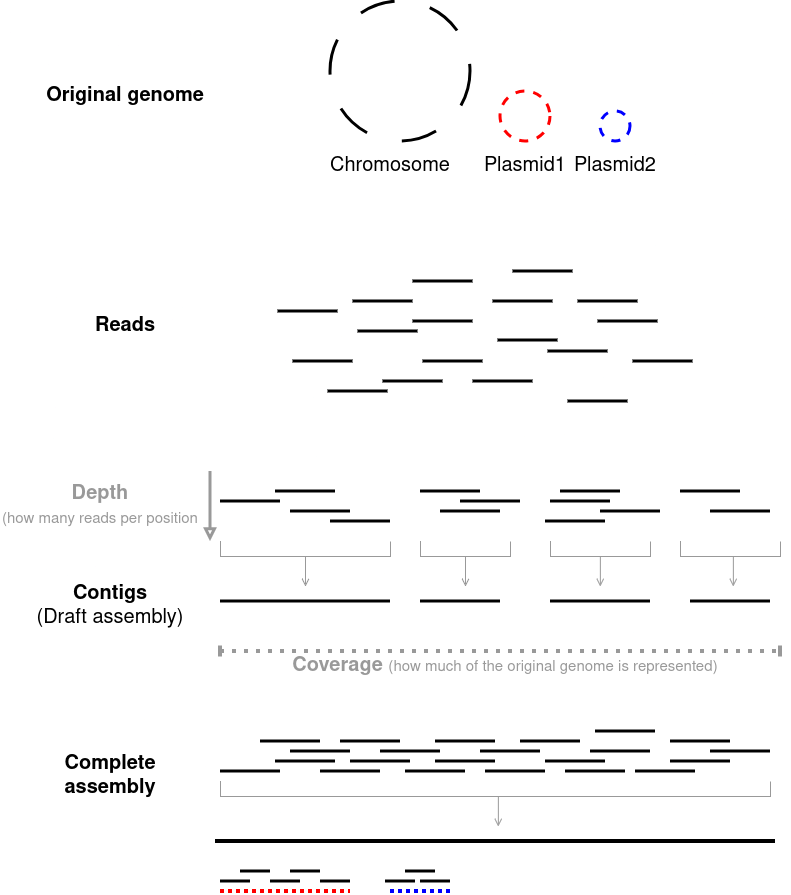 Original genome
Chromosome
Plasmid1
Plasmid2
Reads
Depth
(how many reads per position
Contigs
(Draft assembly)
Coverage (how much of the original genome is represented)
Complete
assembly